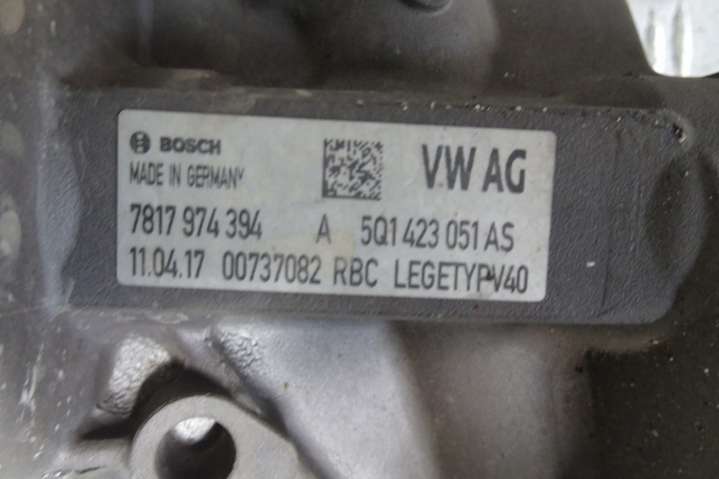 BOSCH VW AG
MADE IN GERMANY
7817 974 394 A 5Q1 423 051 AS
11.04.17 00737082 RBC LEGETYPV40